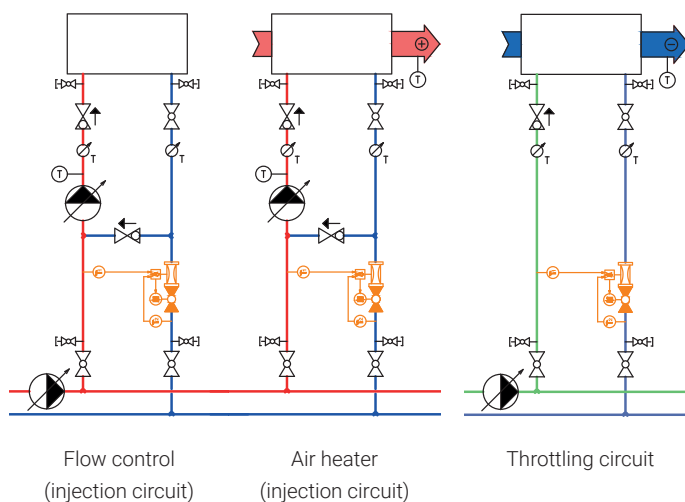 T
T
T
T
T
T
T
T
T
T
Flow control
(injection circuit)
Air heater
(injection circuit)
Throttling circuit